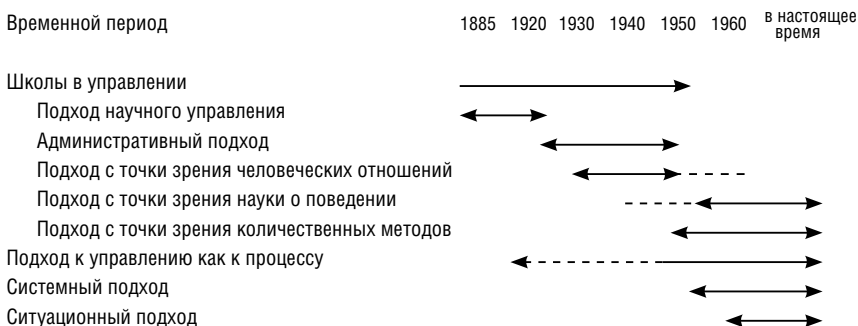 Временной период 1885 1920 1930 1940 1950 1960 в настоящее
время
Школы в управлении
Подход научного управления
Административный подход
Подход с точки зрения человеческих отношений
Подход с точки зрения науки о поведении
Подход с точки зрения количественных методов
Подход к управлению как к процессу
Системный подход
Ситуационный подход